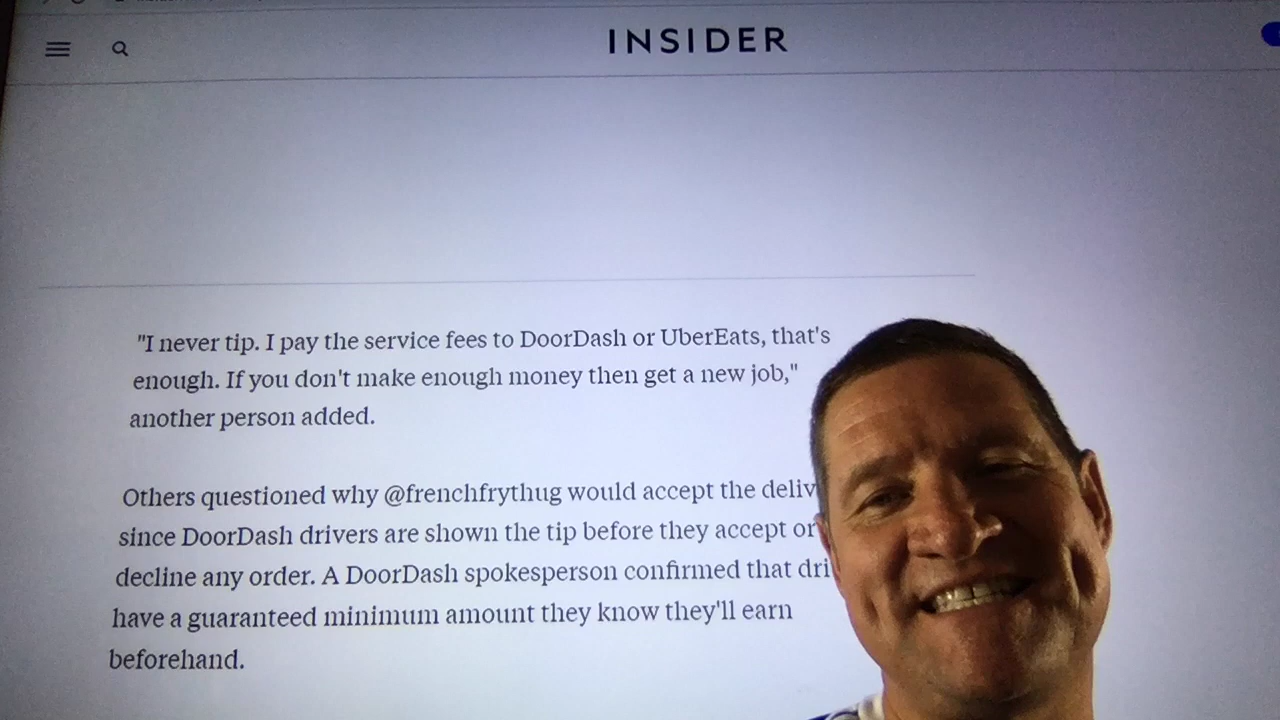 INSIDER
"I never tip. I pay the service fees to DoorDash or UberEats, that's
enough. If you don't make enough money then get a new job,"
another person added.
Others questioned why @frenchfrythug would accept the deliv
since DoorDash drivers are shown the tip before they accept or
decline any order. A DoorDash spokesperson confirmed that dri
have a guaranteed minimum amount they know they'll earn
beforehand.